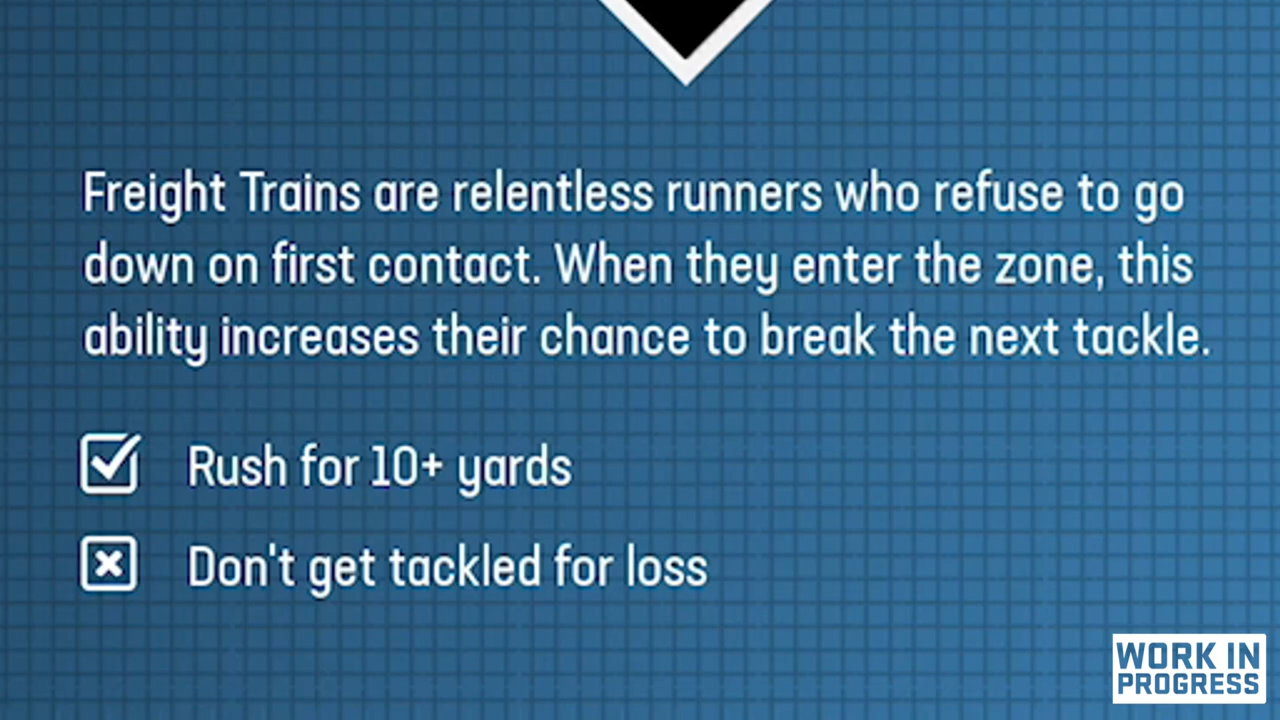 Freight Trains are relentless runners who refuse to go
down on first contact. When they enter the zone, this
ability increases their chance to break the next tackle.
Rush for 10+ yards
Don't get tackled for loss
WORK IN
PROGRESS